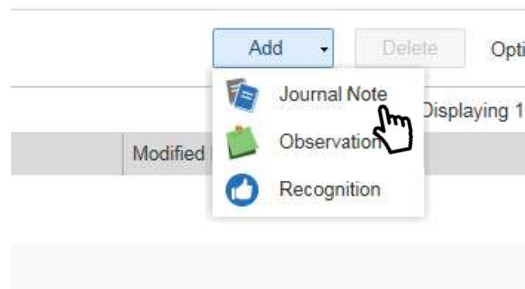 Add Delete Opti
Journal Note
Displaying 1
Observation
Modified
Recognition